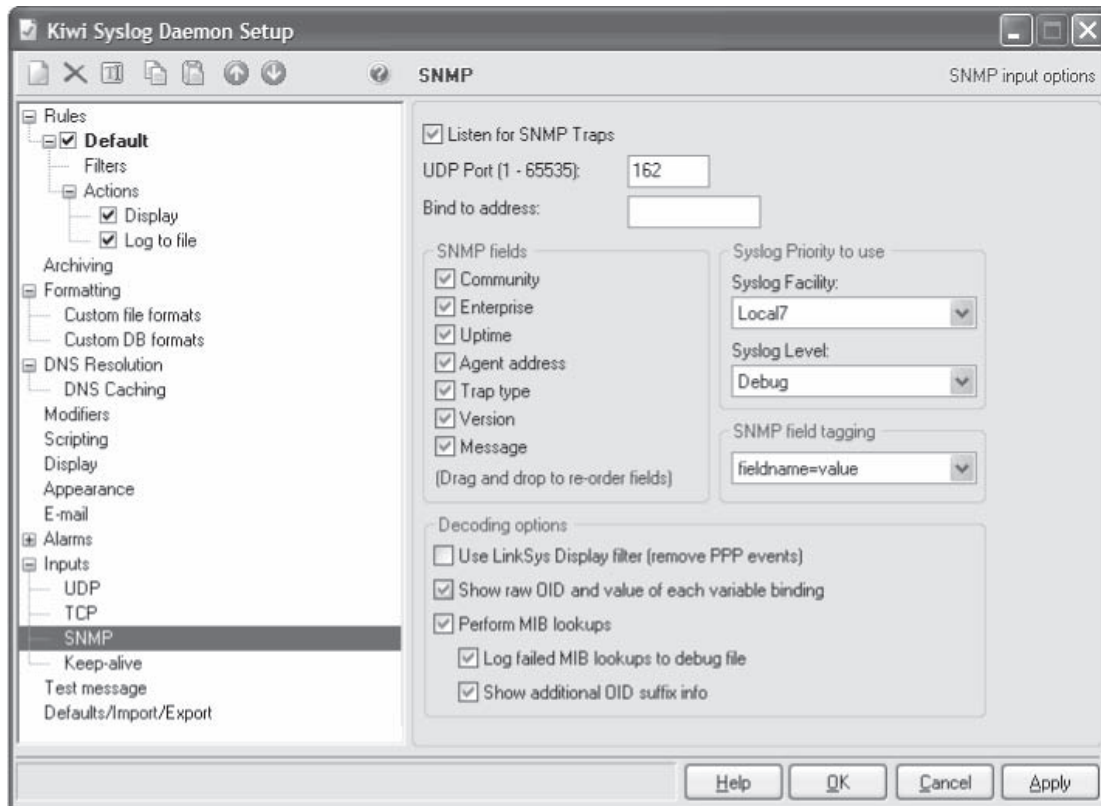 Kiwi Syslog Daemon Setup
SNMP
SNMP input options
Rules
Default
Filters
Actions
Display
Log to file
Archiving
Formatting
Custom file formats
Custom DB formats
DNS Resolution
DNS Caching
Modifiers
Scripting
Display
Appearance
E-mail
Alarms
Inputs
UDP
TCP
SNMP
Keep-alive
Test message
Defaults/Import/Export
Listen for SNMP Traps
UDP Port (1 - 65535): 162
Bind to address:
SNMP fields
Community
Enterprise
Uptime
Agent address
Trap type
Version
Message
(Drag and drop to re-order fields)
Syslog Priority to use
Syslog Facility:
Local7
Syslog Level:
Debug
SNMP field tagging
fieldname=value
Decoding options
Use LinkSys Display filter (remove PPP events)
Show raw OID and value of each variable binding
Perform MIB lookups
Log failed MIB lookups to debug file
Show additional OID suffix info
Help
OK
Cancel
Apply